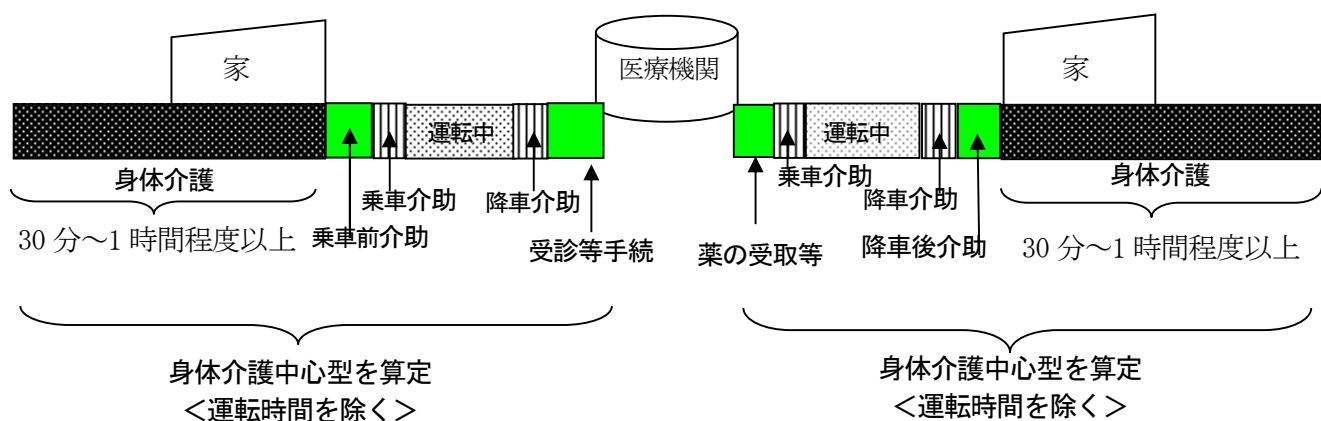 家
医療機関
家
運転中
運転中
身体介護
乗車介助
降車介助
乗車介助
降車介助
身体介護
30 分～1 時間程度以上
乗車前介助
受診等手続
薬の受取等
降車後介助
30 分～1 時間程度以上
身体介護中心型を算定
＜運転時間を除く＞
身体介護中心型を算定
＜運転時間を除く＞